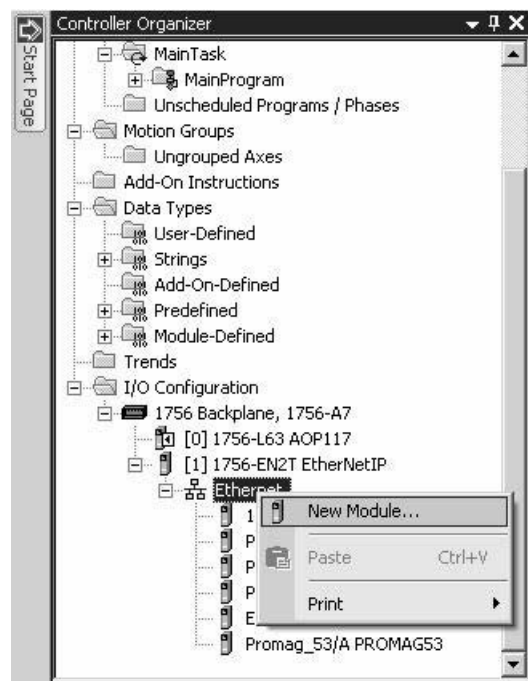 Controller Organizer
Start Page
MainTask
MainProgram
Unscheduled Programs / Phases
Motion Groups
Ungrouped Axes
Add-On Instructions
Data Types
User-Defined
Strings
Add-On-Defined
Predefined
Module-Defined
Trends
I/O Configuration
1756 Backplane, 1756-A7
[0] 1756-L63 AOP117
[1] 1756-EN2T EtherNetIP
Ethernet
1
New Module...
P
P
Paste Ctrl+V
P
E
Print
Promag_53/A PROMAG53